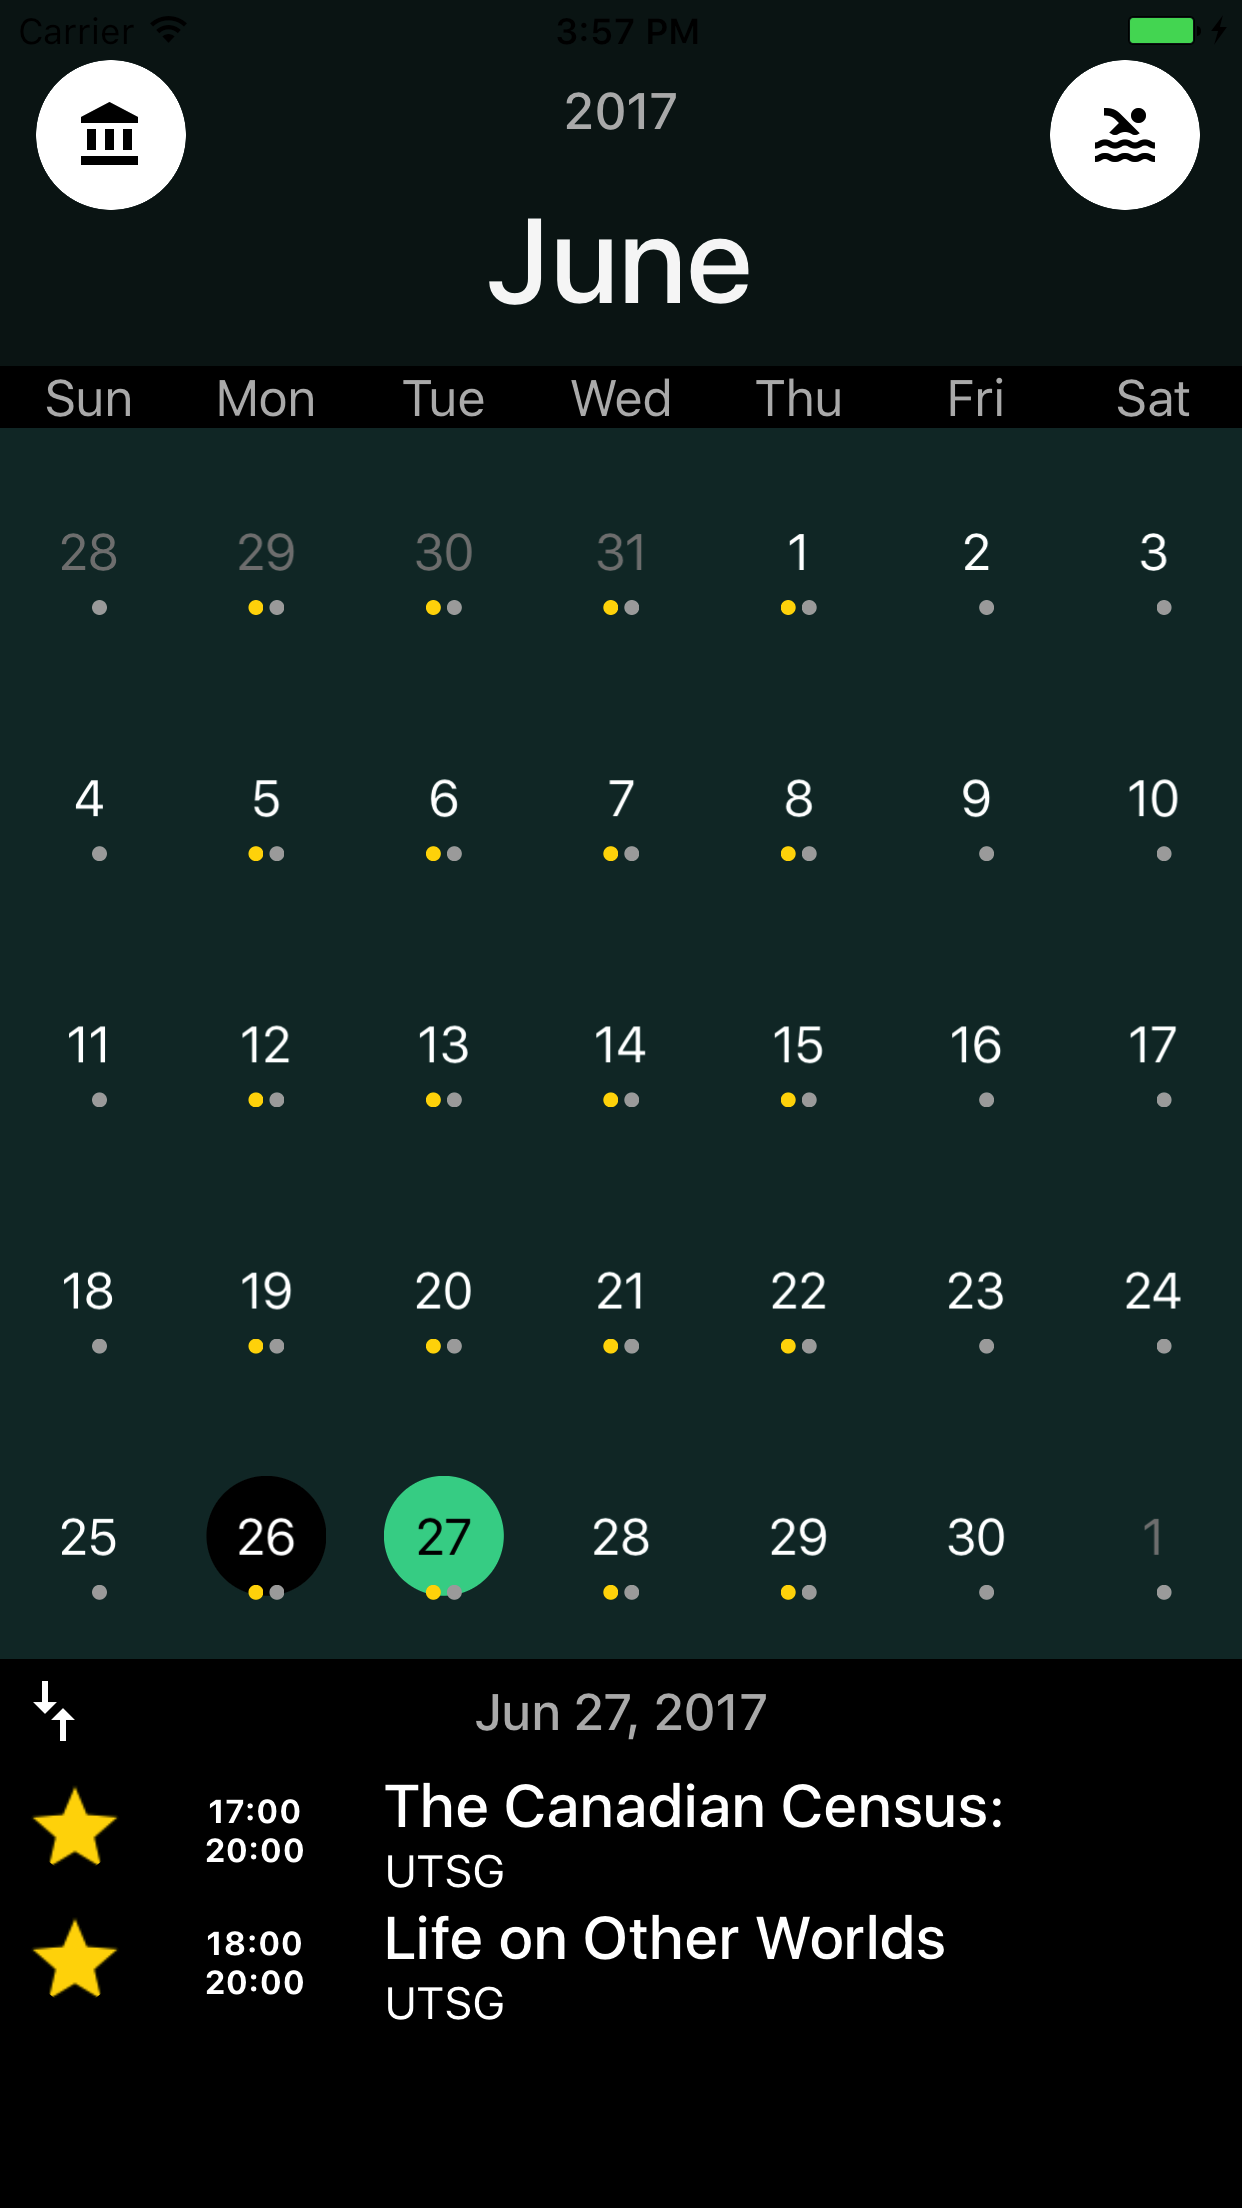 Carrier 3:57 PM
2017
June
Sun Mon Tue Wed Thu Fri Sat
28 29 30 31 1 2 3
4 5 6 7 8 9 10
11 12 13 14 15 16 17
18 19 20 21 22 23 24
25 26 27 28 29 30 1
Jun 27, 2017
17:00 The Canadian Census:
20:00 UTSG
18:00 Life on Other Worlds
20:00 UTSG